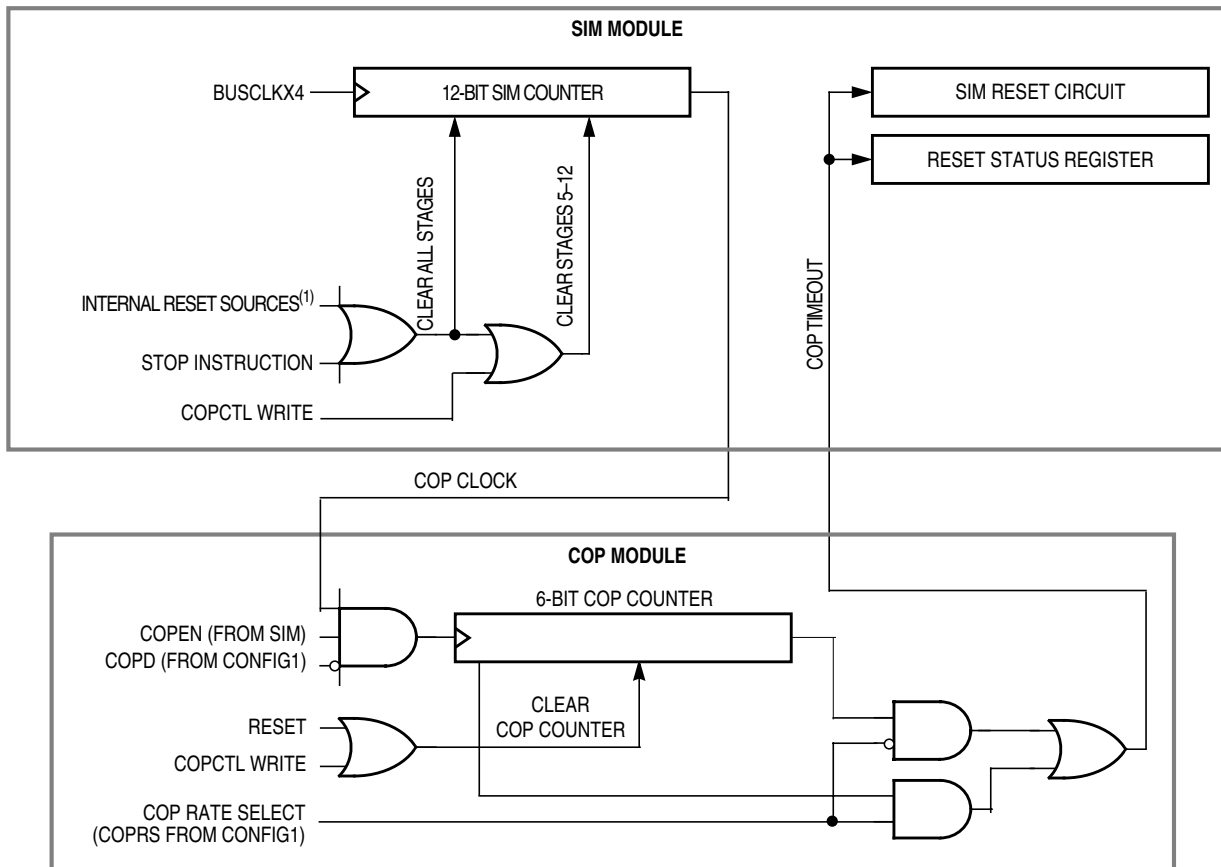 SIM MODULE
BUSCLKX4
12-BIT SIM COUNTER
SIM RESET CIRCUIT
RESET STATUS REGISTER
CLEAR ALL STAGES
CLEAR STAGES 5–12
COP TIMEOUT
INTERNAL RESET SOURCES(1)
STOP INSTRUCTION
COPCTL WRITE
COP CLOCK
COP MODULE
6-BIT COP COUNTER
COPEN (FROM SIM)
COPD (FROM CONFIG1)
CLEAR
COP COUNTER
RESET
COPCTL WRITE
COP RATE SELECT
(COPRS FROM CONFIG1)